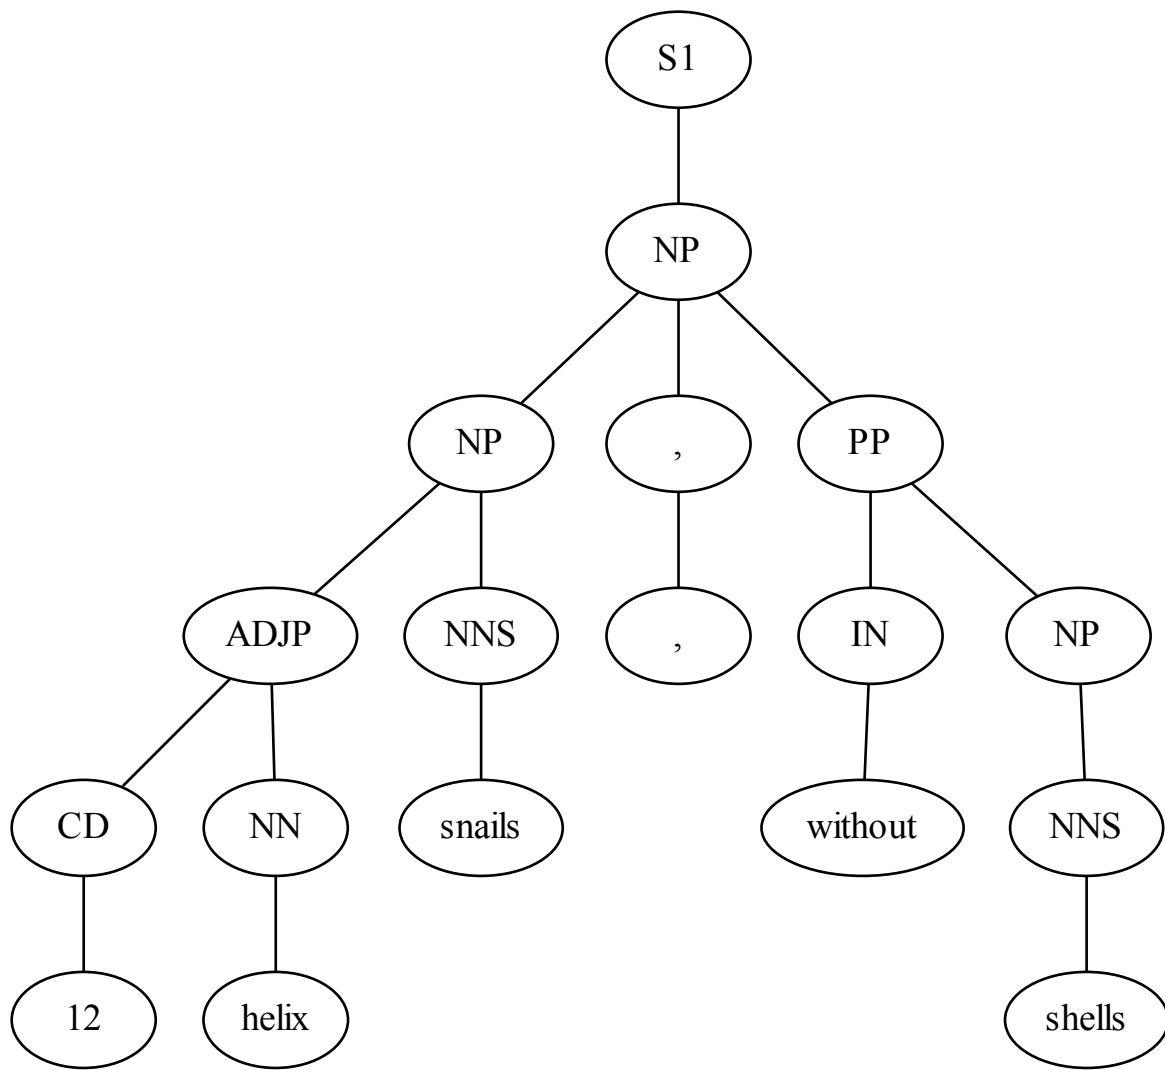 S1
NP
NP , PP
ADJP NNS , IN NP
CD NN snails without NNS
12 helix shells